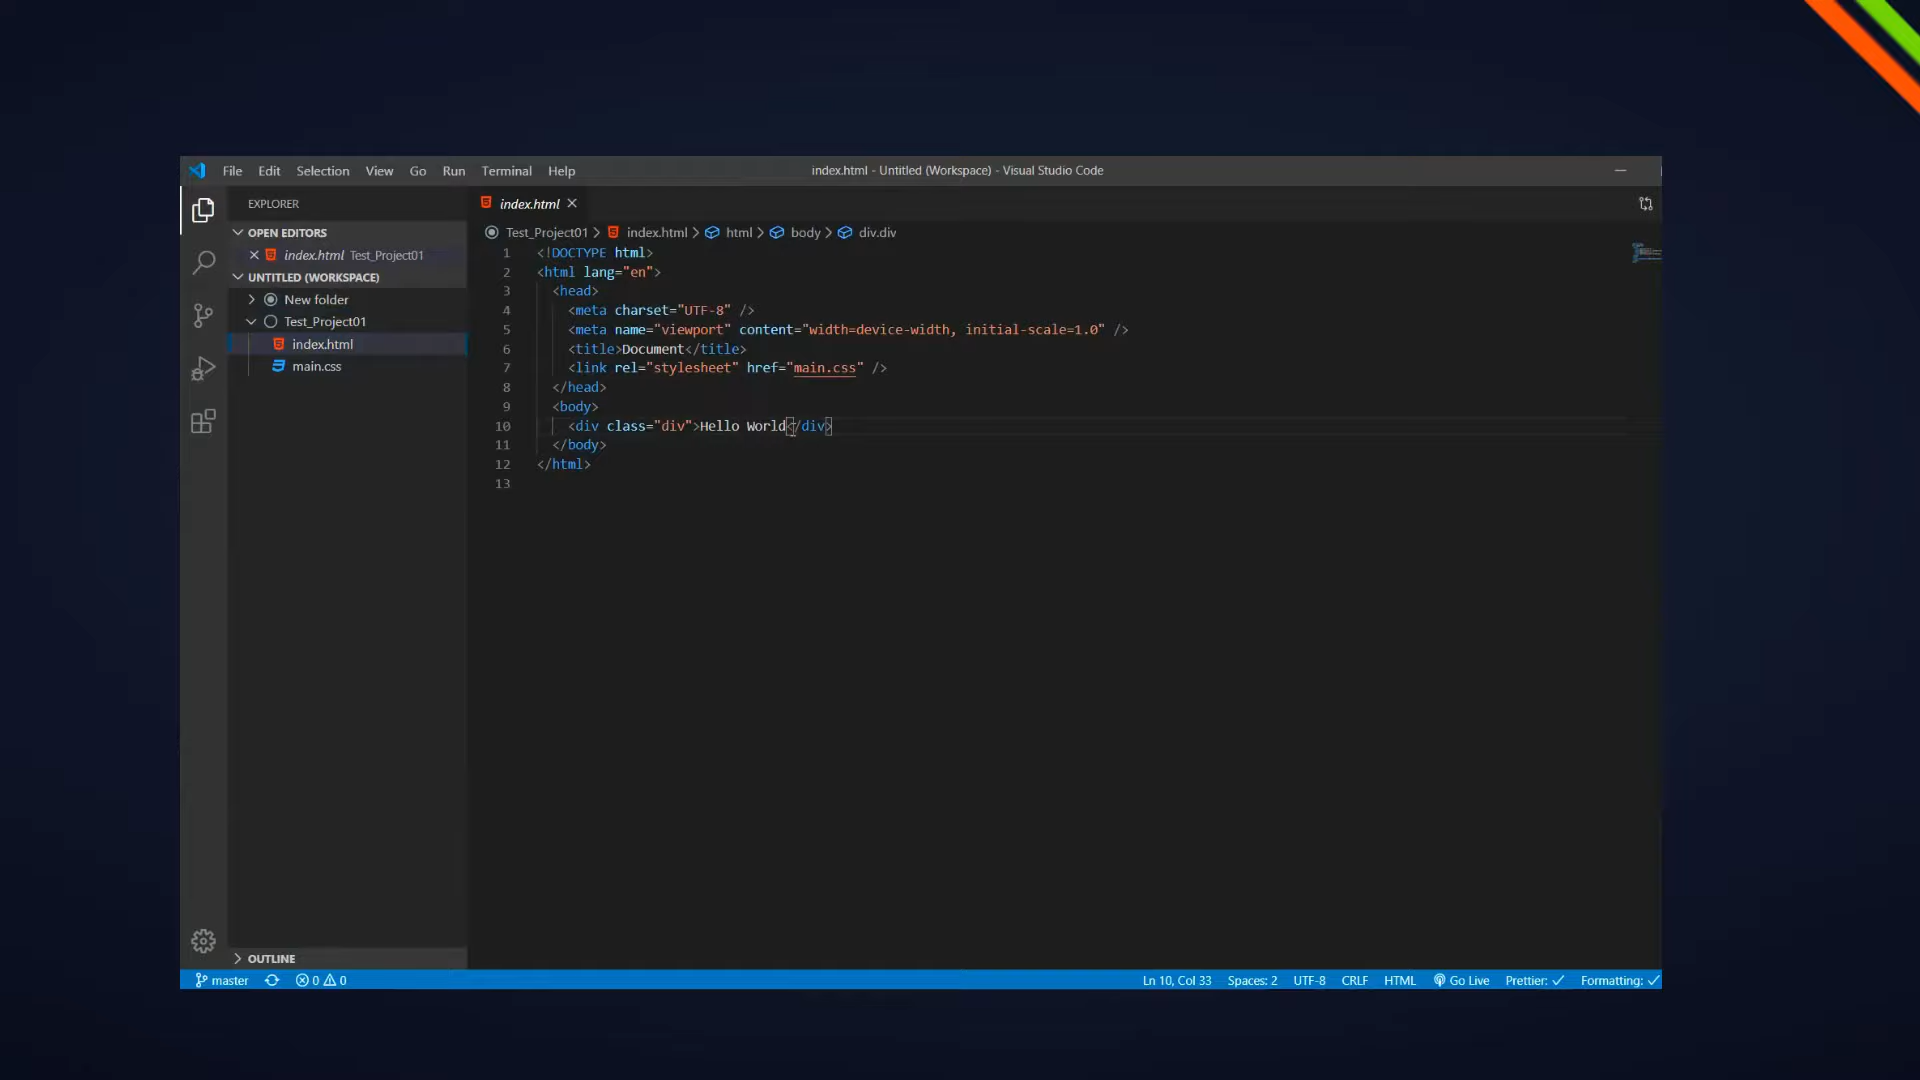 File Edit Selection View Go Run Terminal Help index.html - Untitled (Workspace) - Visual Studio Code
EXPLORER
OPEN EDITORS
index.html Test_Project01
UNTITLED (WORKSPACE)
New folder
Test_Project01
index.html
main.css
OUTLINE
index.html
Test_Project01 > index.html > html > body > div.div
1 <!DOCTYPE html>
2 <html lang="en">
3 <head>
4 <meta charset="UTF-8" />
5 <meta name="viewport" content="width=device-width, initial-scale=1.0" />
6 <title>Document</title>
7 <link rel="stylesheet" href="main.css" />
8 </head>
9 <body>
10 <div class="div">Hello World</div>
11 </body>
12 </html>
13
master 0 0 Ln 10, Col 33 Spaces: 2 UTF-8 CRLF HTML Go Live Prettier: ✓ Formatting: ✓